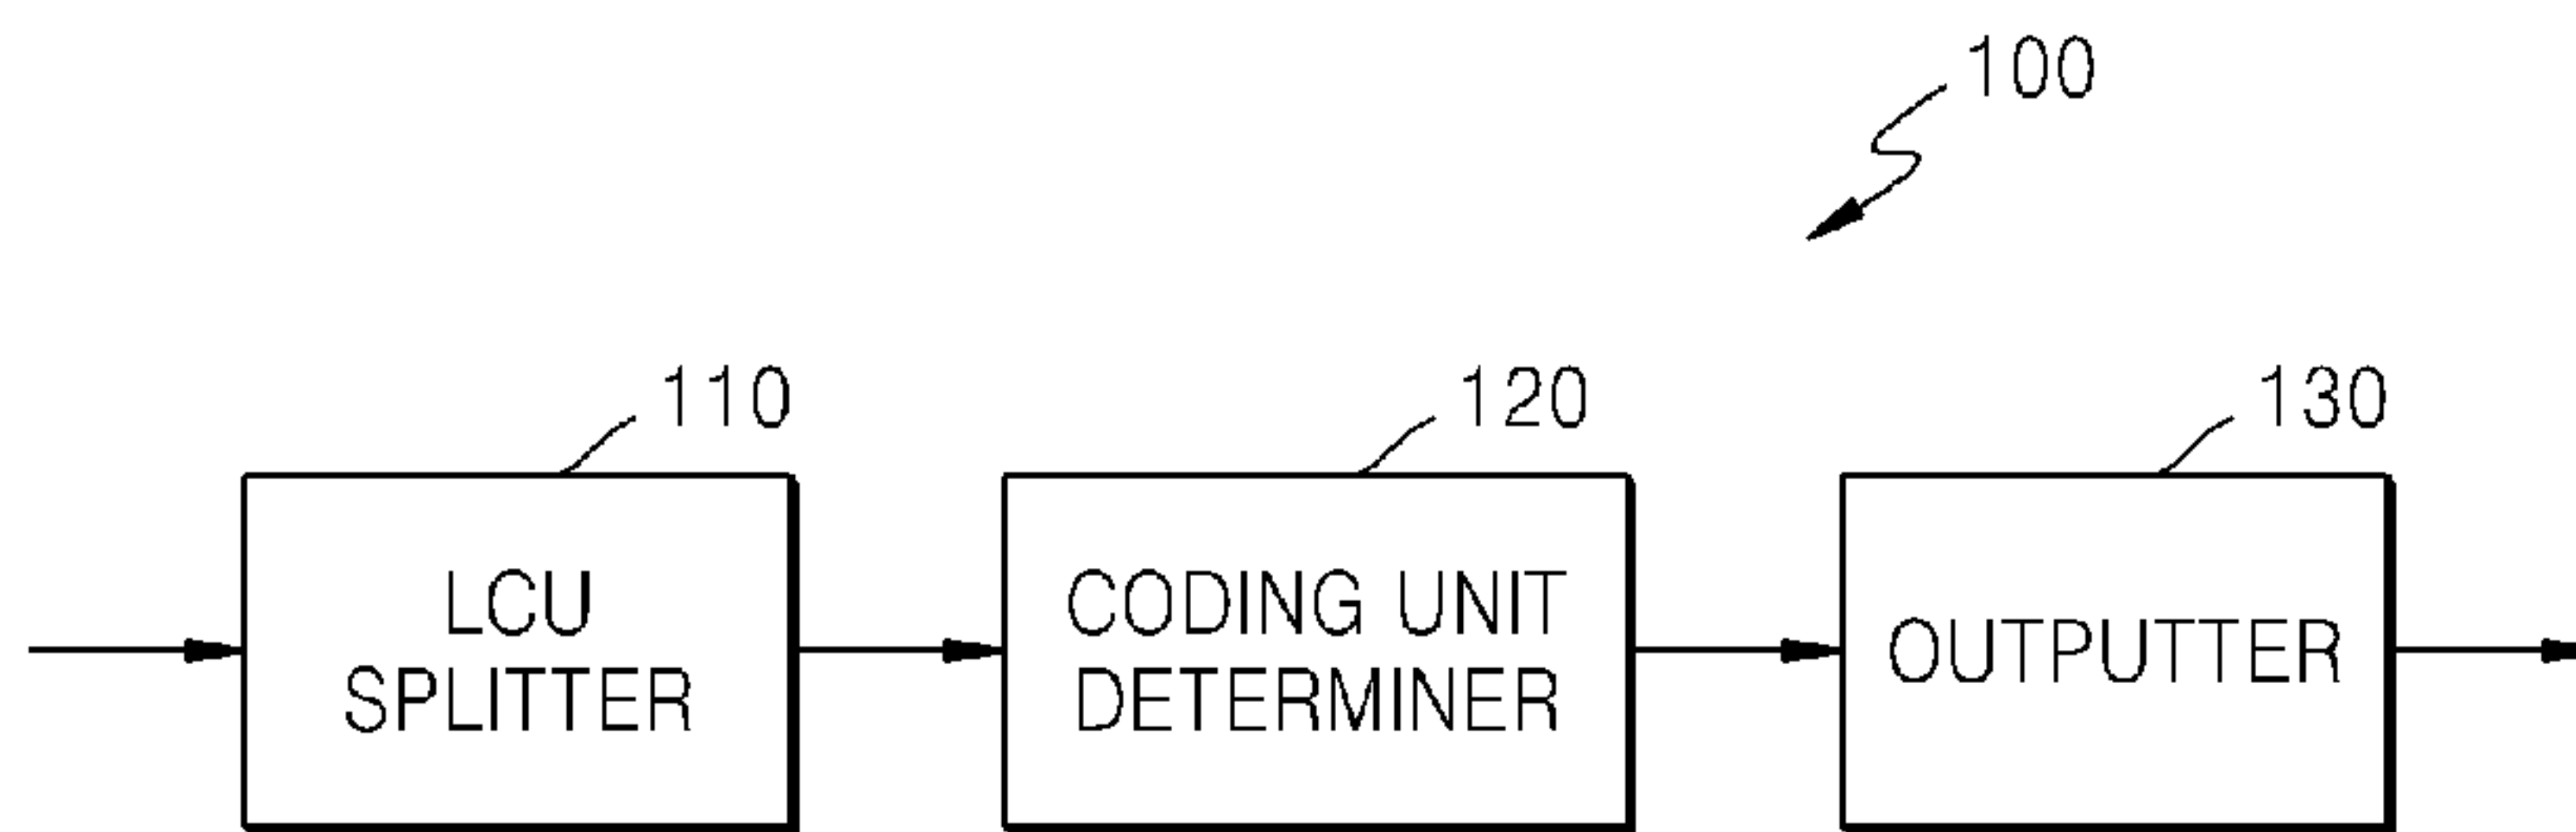 100
110
120
130
LCU
SPLITTER
CODING UNIT
DETERMINER
OUTPUTTER